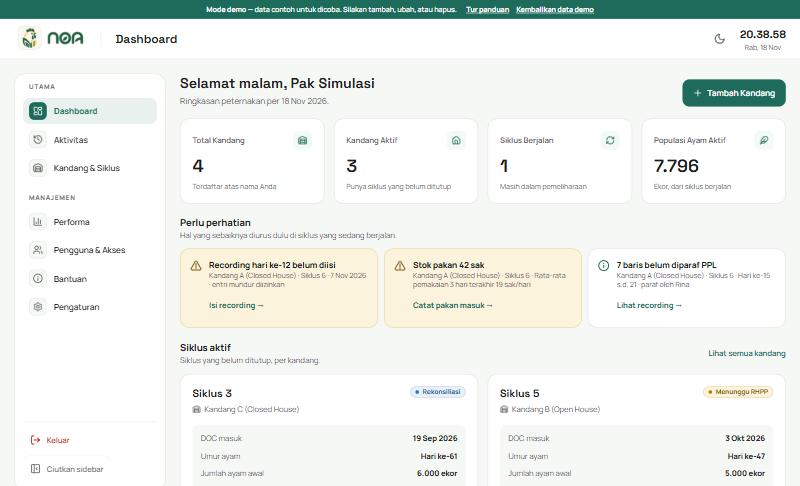 Mode demo — data contoh untuk dicoba. Silakan tambah, ubah, atau hapus. Tur panduan Kembalikan data demo
NOA
Dashboard
20.38.58
Rab, 18 Nov
UTAMA
Dashboard
Aktivitas
Kandang & Siklus
MANAJEMEN
Performa
Pengguna & Akses
Bantuan
Pengaturan
Keluar
Ciutkan sidebar
Selamat malam, Pak Simulasi
Ringkasan peternakan per 18 Nov 2026.
+ Tambah Kandang
Total Kandang
4
Terdaftar atas nama Anda
Kandang Aktif
3
Punya siklus yang belum ditutup
Siklus Berjalan
1
Masih dalam pemeliharaan
Populasi Ayam Aktif
7.796
Ekor, dari siklus berjalan
Perlu perhatian
Hal yang sebaiknya diurus dulu di siklus yang sedang berjalan.
Recording hari ke-12 belum diisi
Kandang A (Closed House) · Siklus 6 · 7 Nov 2026
· entri mundur diizinkan
Isi recording →
Stok pakan 42 sak
Kandang A (Closed House) · Siklus 6 · Rata-rata
pemakaian 3 hari terakhir 19 sak/hari
Catat pakan masuk →
7 baris belum diparaf PPL
Kandang A (Closed House) · Siklus 6 · Hari ke-15
s.d. 21 · paraf oleh Rina
Lihat recording →
Siklus aktif
Siklus yang belum ditutup, per kandang.
Lihat semua kandang
Siklus 3
Rekonsiliasi
Kandang C (Closed House)
DOC masuk 19 Sep 2026
Umur ayam Hari ke-61
Jumlah ayam awal 6.000 ekor
Siklus 5
Menunggu RHPP
Kandang B (Open House)
DOC masuk 3 Okt 2026
Umur ayam Hari ke-47
Jumlah ayam awal 5.000 ekor